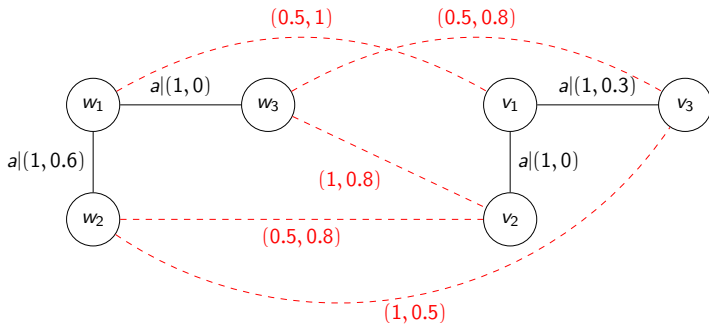 (0.5, 1)
(0.5, 0.8)
w₁
a|(1, 0)
w₃
v₁
a|(1, 0.3)
v₃
a|(1, 0.6)
(1, 0.8)
a|(1, 0)
w₂
(0.5, 0.8)
v₂
(1, 0.5)